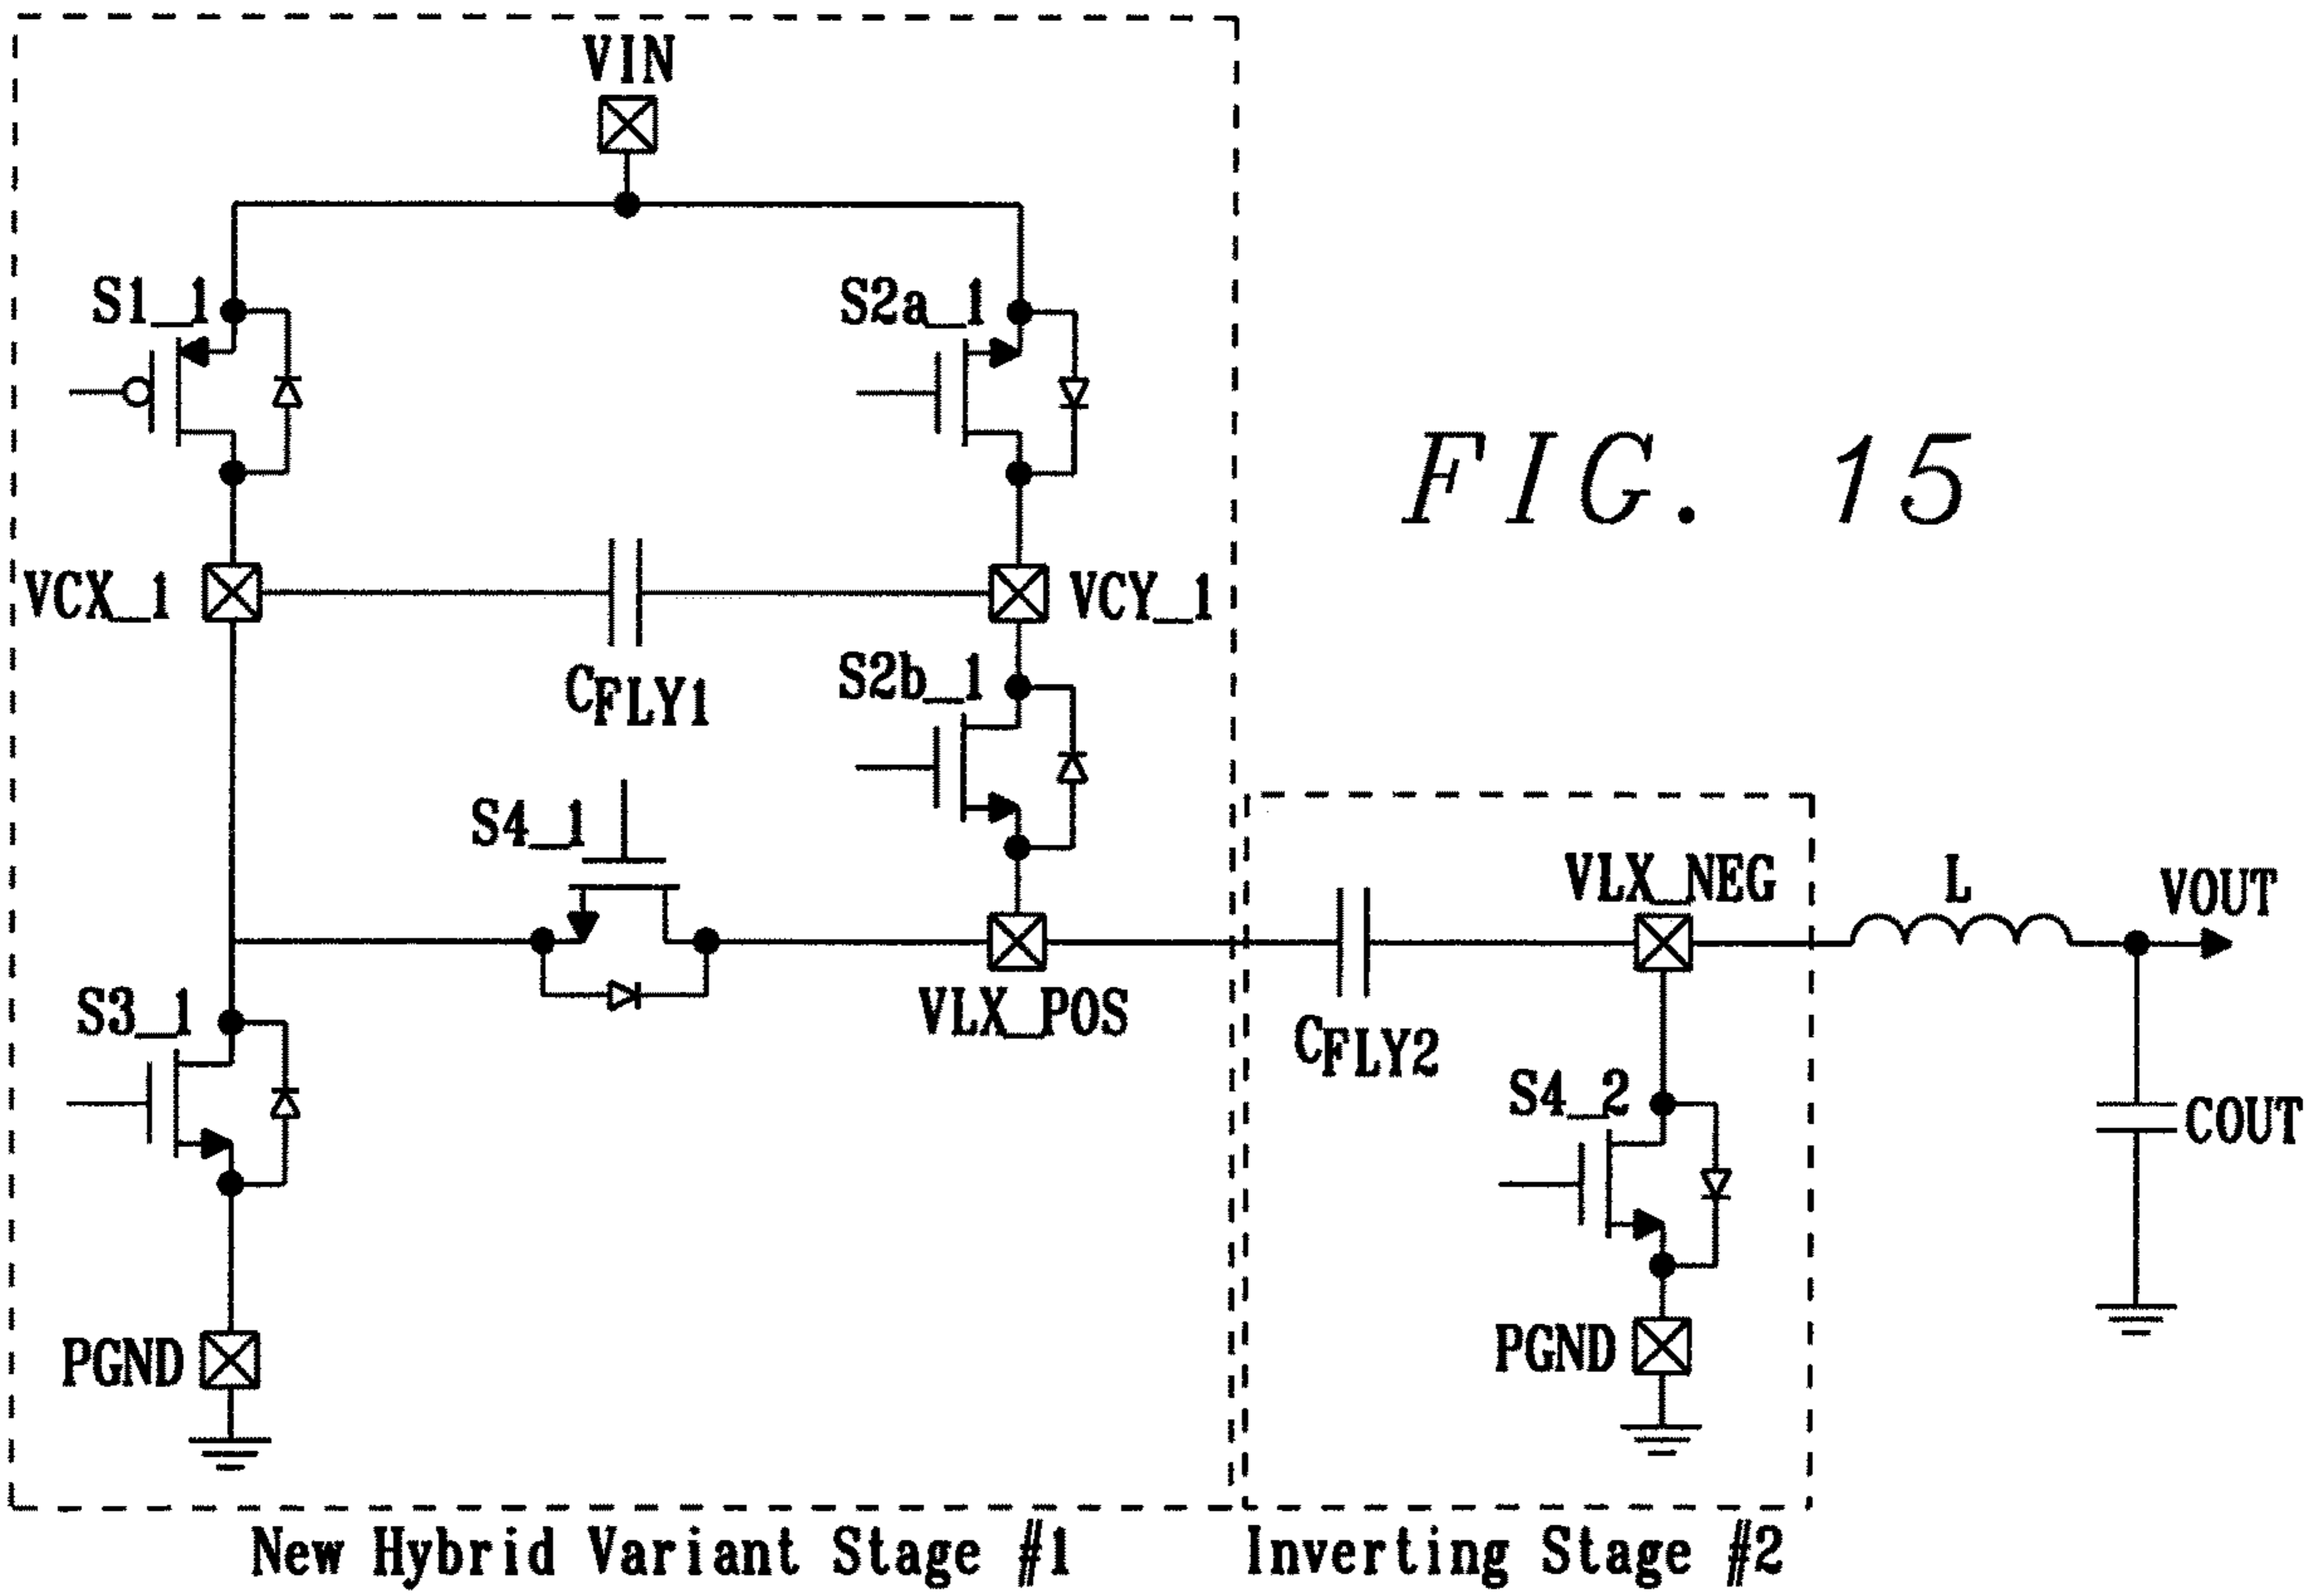 VIN
S1_1
S2a_1
FIG. 15
VCX_1
VCY_1
CFLY1
S2b_1
S4_1
VLX_NEG
L
VOUT
S3_1
VLX_POS
CFLY2
S4_2
COUT
PGND
PGND
New Hybrid Variant Stage #1
Inverting Stage #2